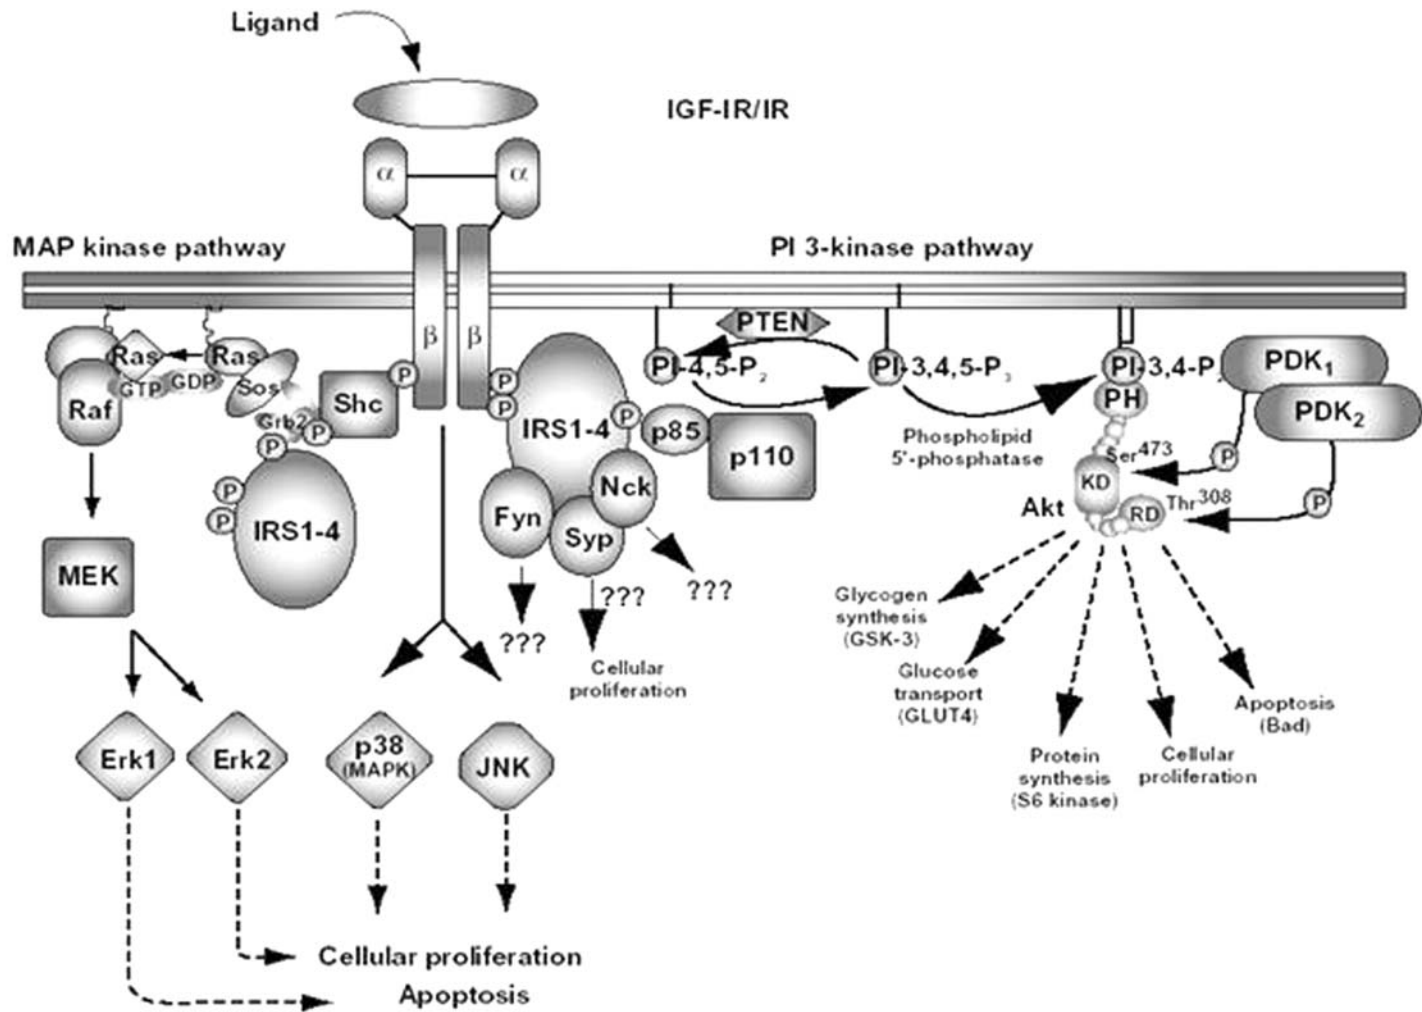 Ligand
IGF-IR/IR
α
α
MAP kinase pathway
PI 3-kinase pathway
β
β
PTEN
Ras
Ras
GTP
GDP
Sos
Raf
Grb2
Shc
P
P
P
P
P
IRS1-4
P
P
IRS1-4
P
p85
p110
Nck
Fyn
Syp
PI-4,5-P2
PI-3,4,5-P3
PI-3,4-P
PDK1
PDK2
PH
Phospholipid
5'-phosphatase
Ser473
P
KD
Akt
RD
Thr308
P
MEK
???
???
???
Cellular
proliferation
Glycogen
synthesis
(GSK-3)
Glucose
transport
(GLUT4)
Protein
synthesis
(S6 kinase)
Cellular
proliferation
Apoptosis
(Bad)
Erk1
Erk2
p38
(MAPK)
JNK
Cellular proliferation
Apoptosis